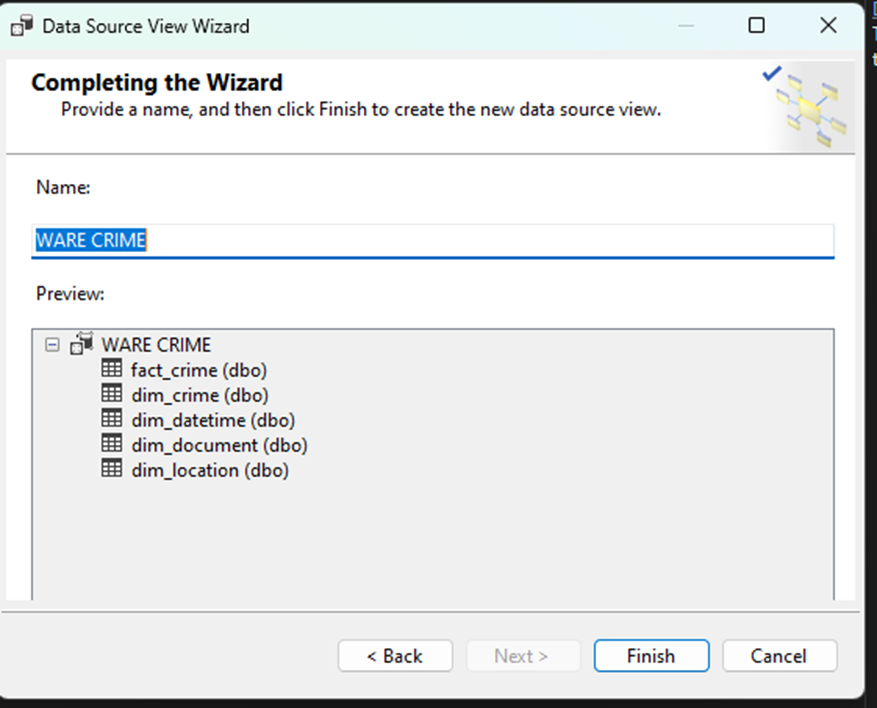 Data Source View Wizard
Completing the Wizard
Provide a name, and then click Finish to create the new data source view.
Name:
WARE CRIME
Preview:
WARE CRIME
fact_crime (dbo)
dim_crime (dbo)
dim_datetime (dbo)
dim_document (dbo)
dim_location (dbo)
< Back
Next >
Finish
Cancel